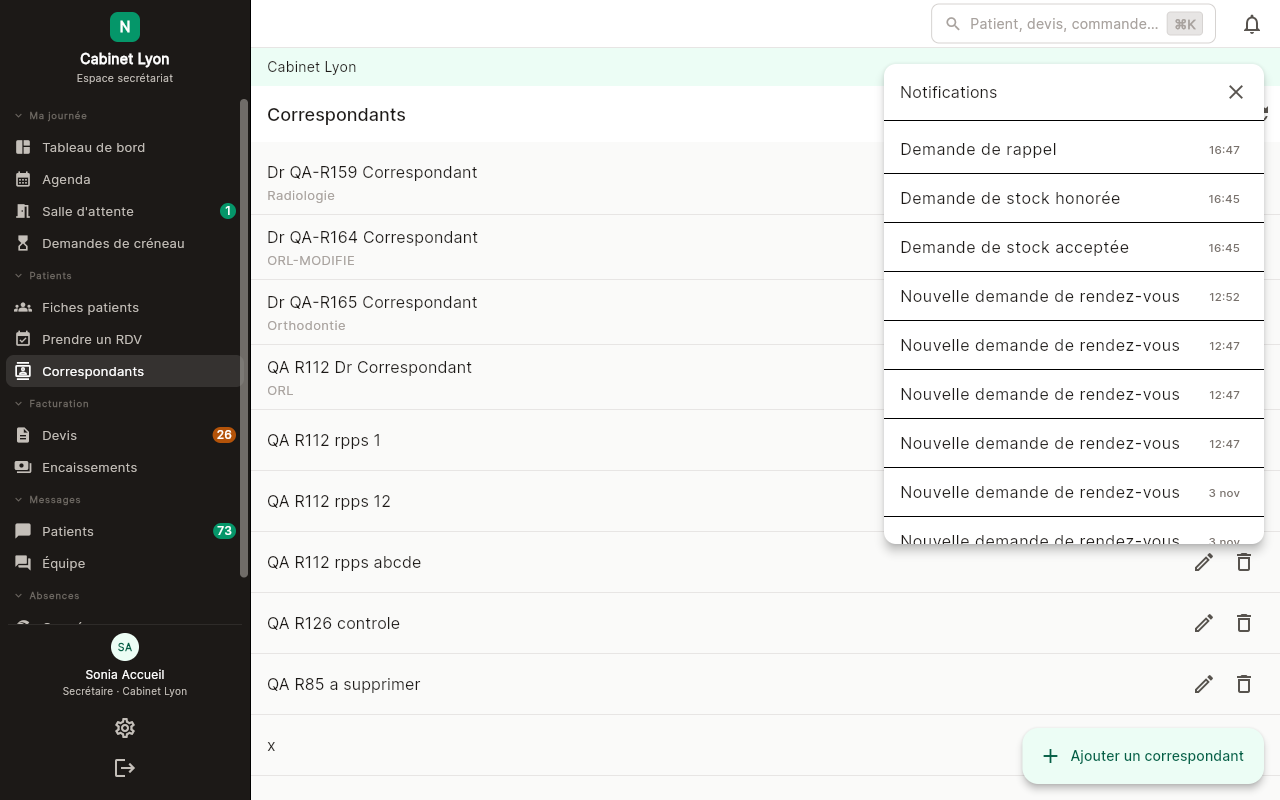 N
Cabinet Lyon
Espace secrétariat
Ma journée
Tableau de bord
Agenda
Salle d'attente 1
Demandes de créneau
Patients
Fiches patients
Prendre un RDV
Correspondants
Facturation
Devis 26
Encaissements
Messages
Patients 73
Équipe
Absences
SA
Sonia Accueil
Secrétaire · Cabinet Lyon
Patient, devis, commande... ⌘K
Cabinet Lyon
Correspondants
Dr QA-R159 Correspondant
Radiologie
Dr QA-R164 Correspondant
ORL-MODIFIE
Dr QA-R165 Correspondant
Orthodontie
QA R112 Dr Correspondant
ORL
QA R112 rpps 1
QA R112 rpps 12
QA R112 rpps abcde
QA R126 controle
QA R85 a supprimer
x
Notifications
Demande de rappel 16:47
Demande de stock honorée 16:45
Demande de stock acceptée 16:45
Nouvelle demande de rendez-vous 12:52
Nouvelle demande de rendez-vous 12:47
Nouvelle demande de rendez-vous 12:47
Nouvelle demande de rendez-vous 12:47
Nouvelle demande de rendez-vous 3 nov
Nouvelle demande de rendez-vous 3 nov
Ajouter un correspondant